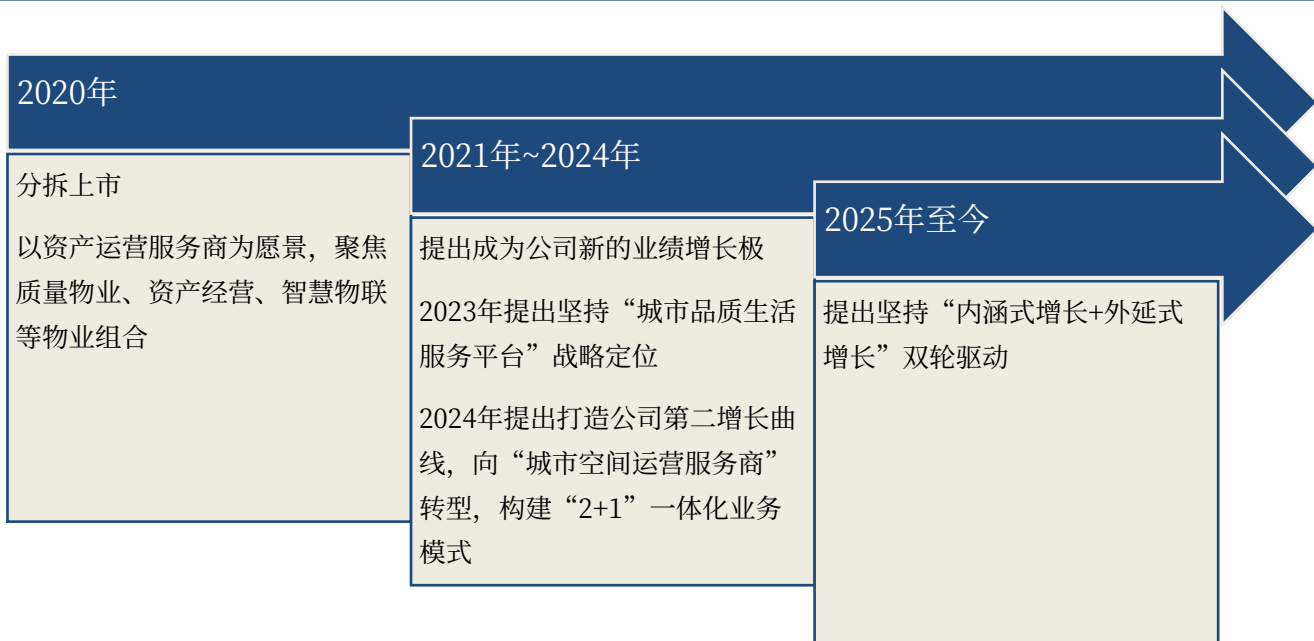 2020年
分拆上市
以资产运营服务商为愿景，聚焦
质量物业、资产经营、智慧物联
等物业组合
2021年~2024年
提出成为公司新的业绩增长极
2023年提出坚持“城市品质生活
服务平台”战略定位
2024年提出打造公司第二增长曲
线，向“城市空间运营服务商”
转型，构建“2+1”一体化业务
模式
2025年至今
提出坚持“内涵式增长+外延式
增长”双轮驱动